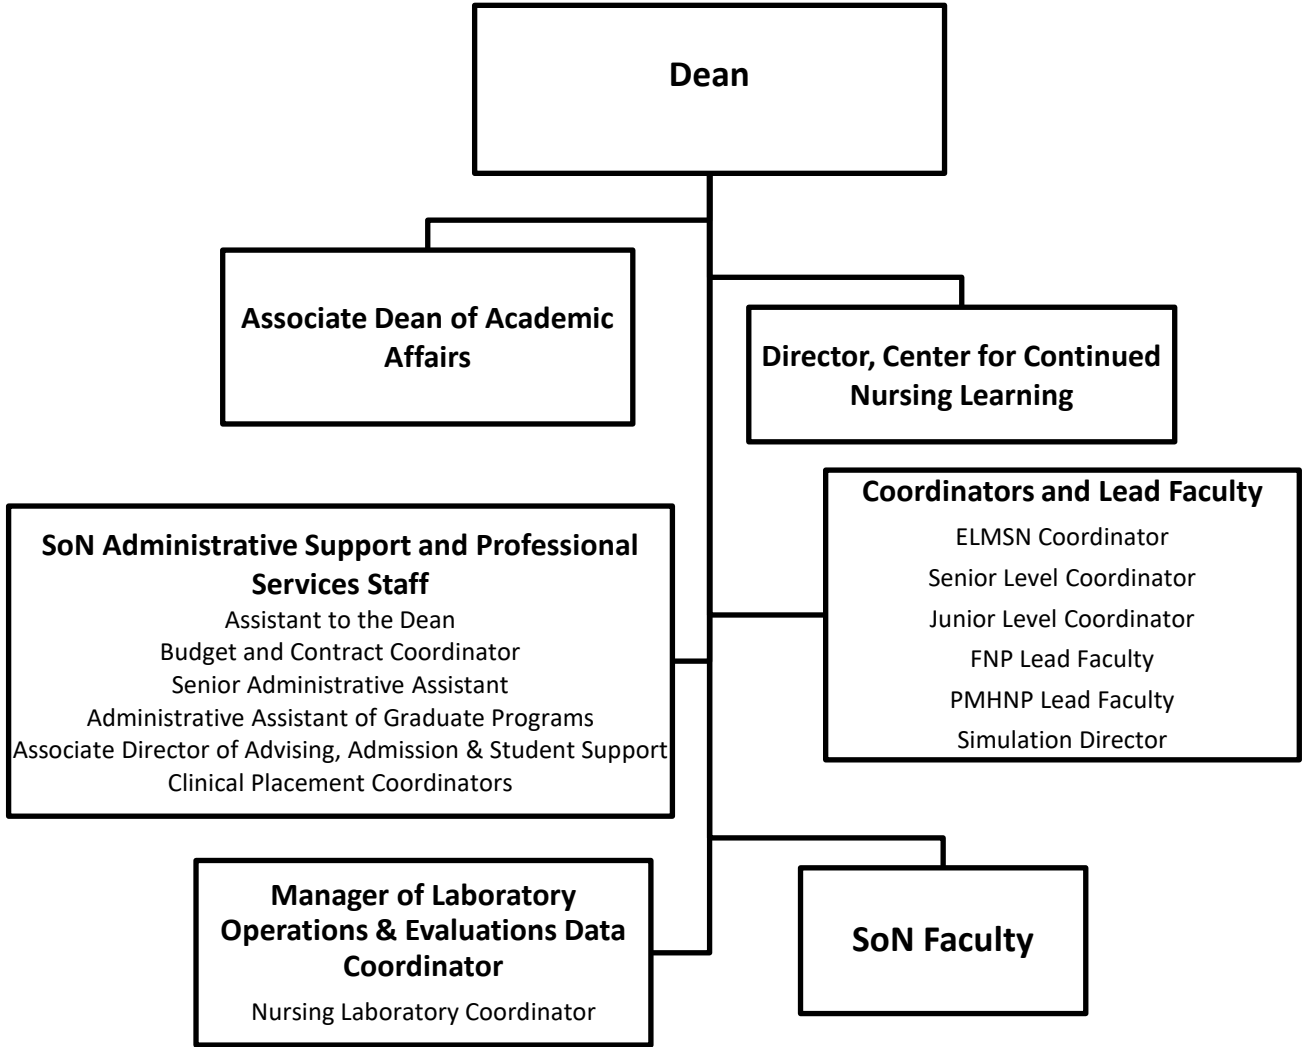 Dean
Associate Dean of Academic
Affairs
Director, Center for Continued
Nursing Learning
Coordinators and Lead Faculty
ELMSN Coordinator
Senior Level Coordinator
Junior Level Coordinator
FNP Lead Faculty
PMHNP Lead Faculty
Simulation Director
SoN Administrative Support and Professional
Services Staff
Assistant to the Dean
Budget and Contract Coordinator
Senior Administrative Assistant
Administrative Assistant of Graduate Programs
Associate Director of Advising, Admission & Student Support
Clinical Placement Coordinators
Manager of Laboratory
Operations & Evaluations Data
Coordinator
Nursing Laboratory Coordinator
SoN Faculty